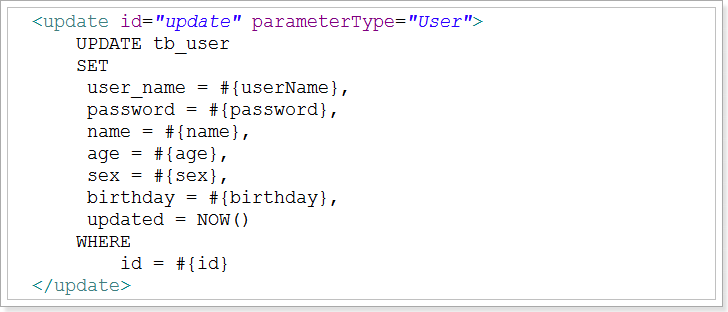 <update id="update" parameterType="User">
UPDATE tb_user
SET
user_name = #{userName},
password = #{password},
name = #{name},
age = #{age},
sex = #{sex},
birthday = #{birthday},
updated = NOW()
WHERE
id = #{id}
</update>